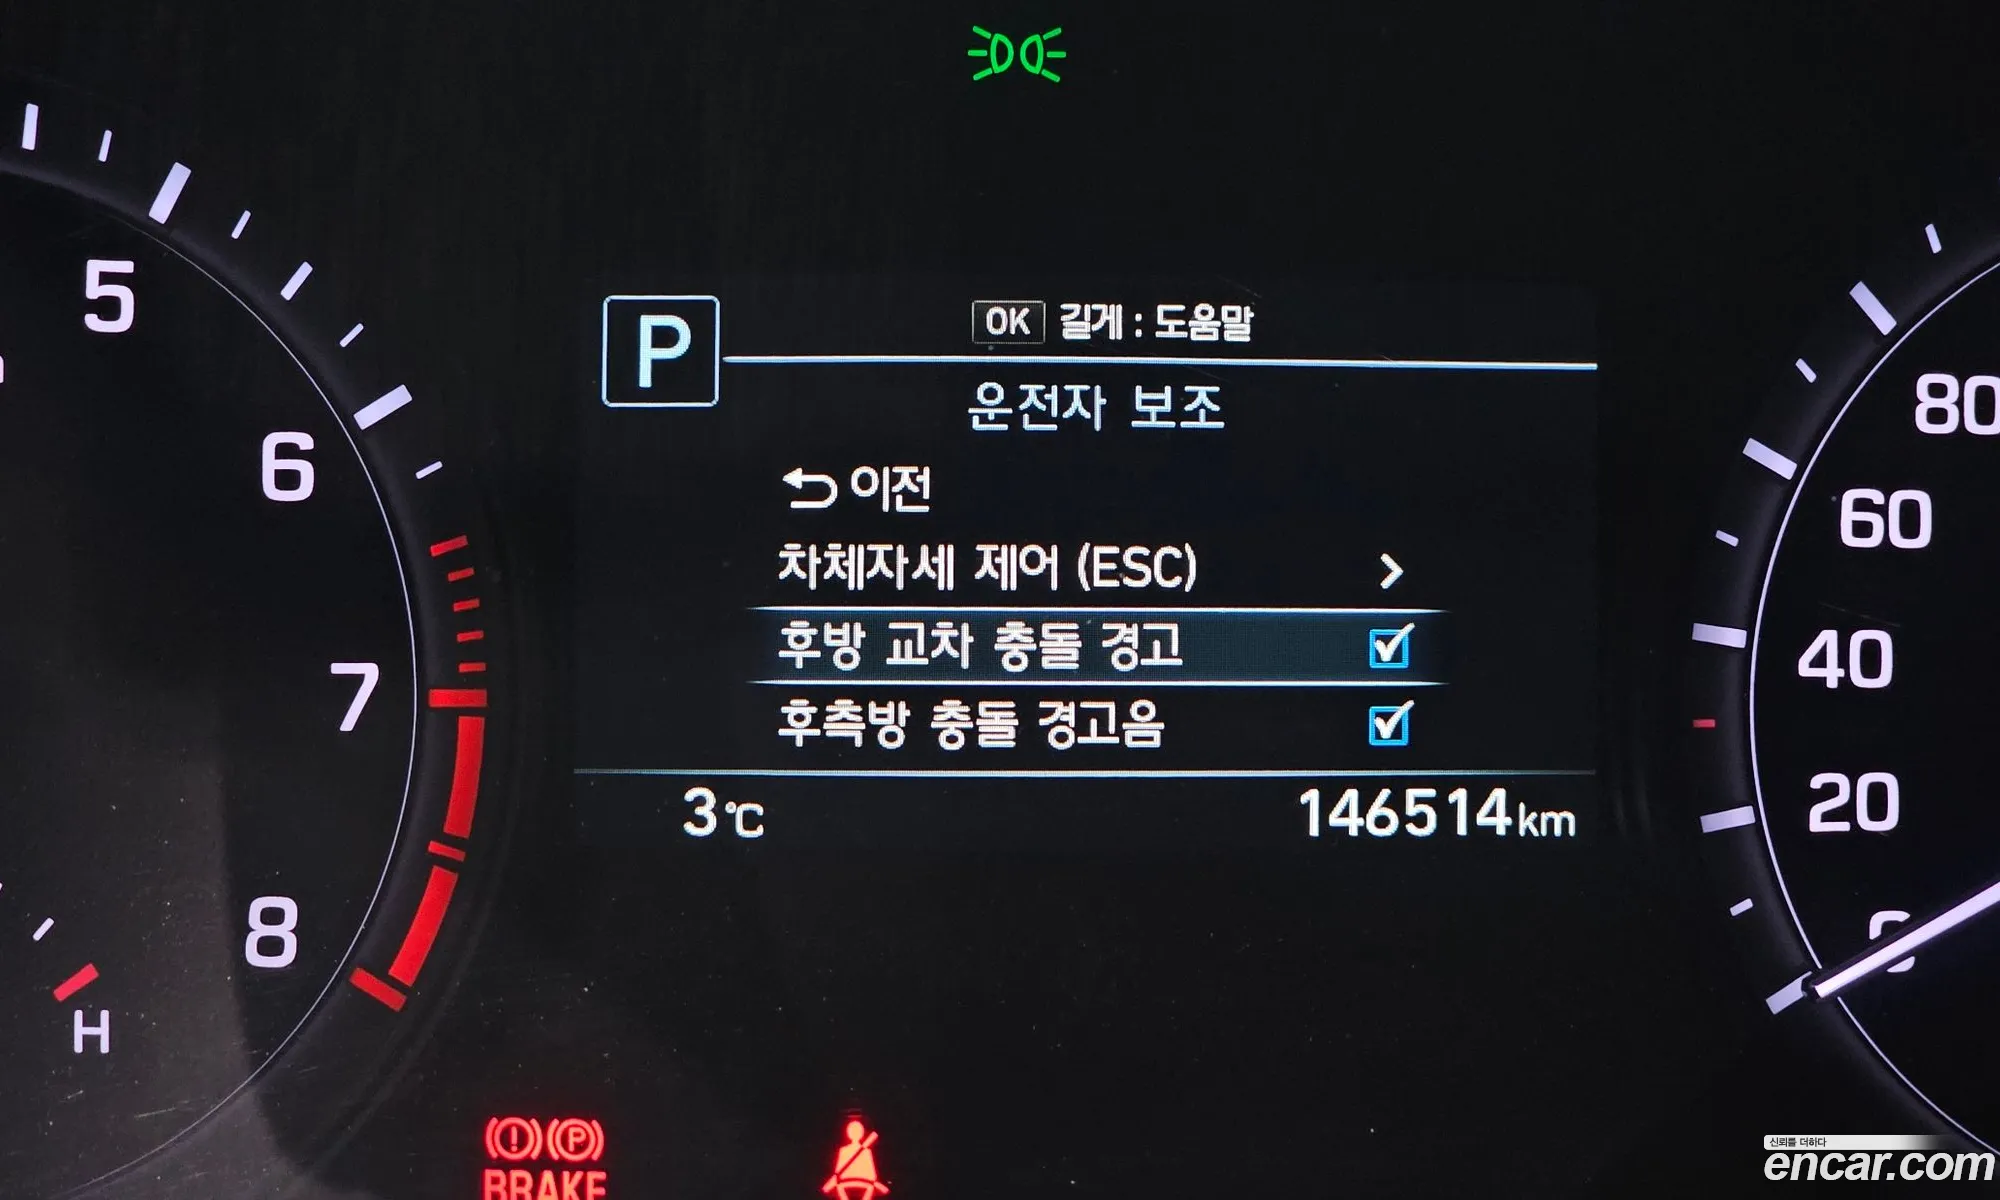 OK 길게 : 도움말
P
운전자 보조
이전
차체자세 제어 (ESC)
후방 교차 충돌 경고
후측방 충돌 경고음
3℃
146514km
5
6
7
8
H
80
60
40
20
0
BRAKE
신뢰를 더하다
encar.com